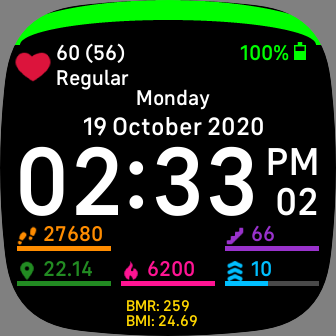 60 (56) 100%
Regular
Monday
19 October 2020
02:33 PM
02
27680 66
22.14 6200 10
BMR: 259
BMI: 24.69